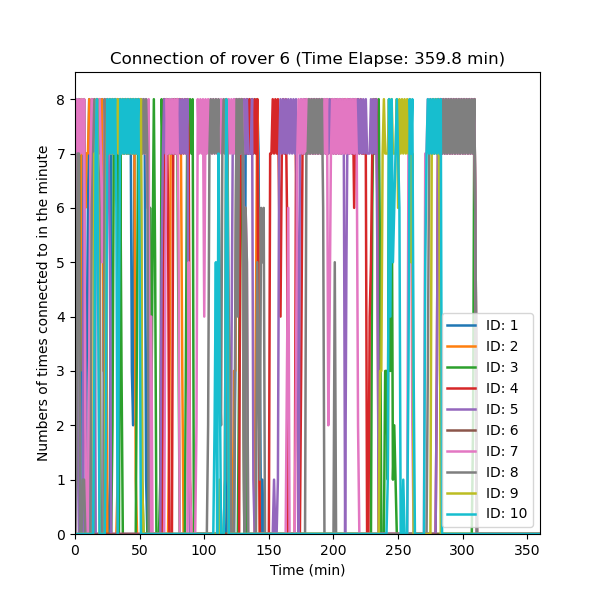 Connection of rover 6 (Time Elapse: 359.8 min)
Numbers of times connected to in the minute
8
7
6
5
4
3
2
1
0
ID: 1
ID: 2
ID: 3
ID: 4
ID: 5
ID: 6
ID: 7
ID: 8
ID: 9
ID: 10
0 50 100 150 200 250 300 350
Time (min)